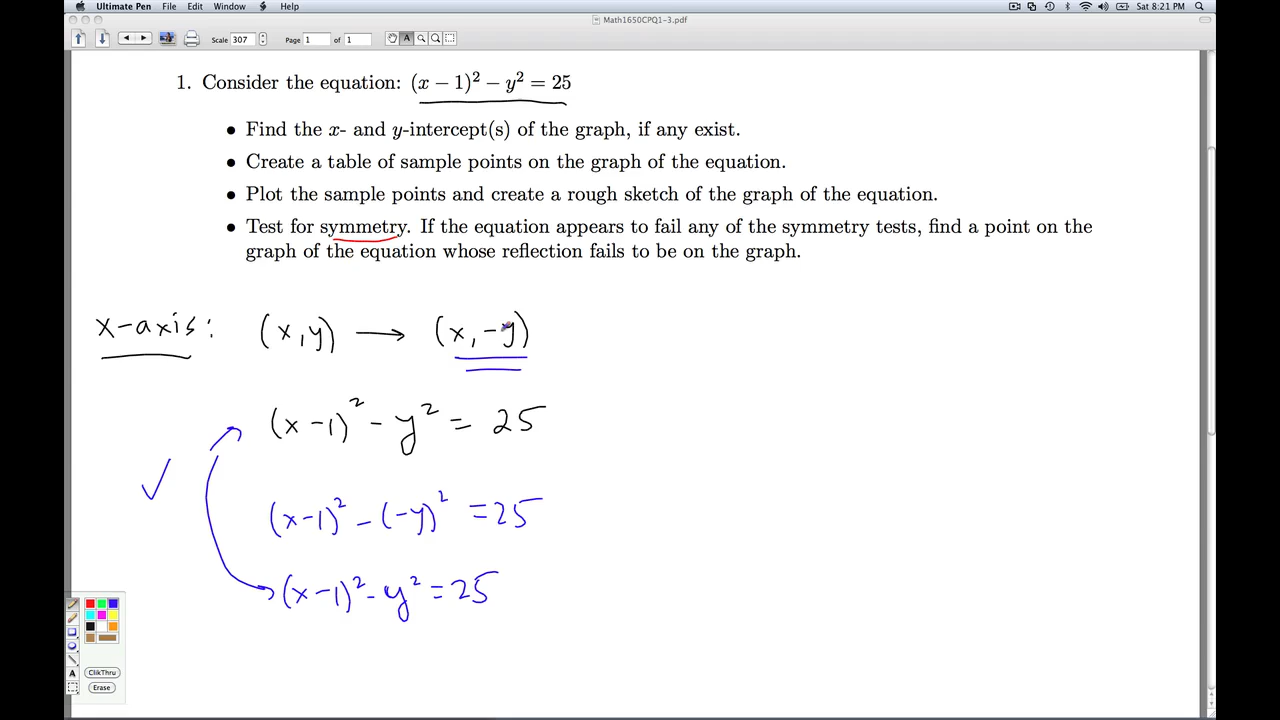 Ultimate Pen File Edit Window Help Sat 8:21 PM
Math1650CPQ1-3.pdf
Scale 307 Page 1 of 1
1. Consider the equation: (x − 1)² − y² = 25
• Find the x- and y-intercept(s) of the graph, if any exist.
• Create a table of sample points on the graph of the equation.
• Plot the sample points and create a rough sketch of the graph of the equation.
• Test for symmetry. If the equation appears to fail any of the symmetry tests, find a point on the
graph of the equation whose reflection fails to be on the graph.
x-axis: (x,y) → (x,-y)
(x-1)² - y² = 25
(x-1)² - (-y)² = 25
(x-1)² - y² = 25
A
ClikThru
Erase